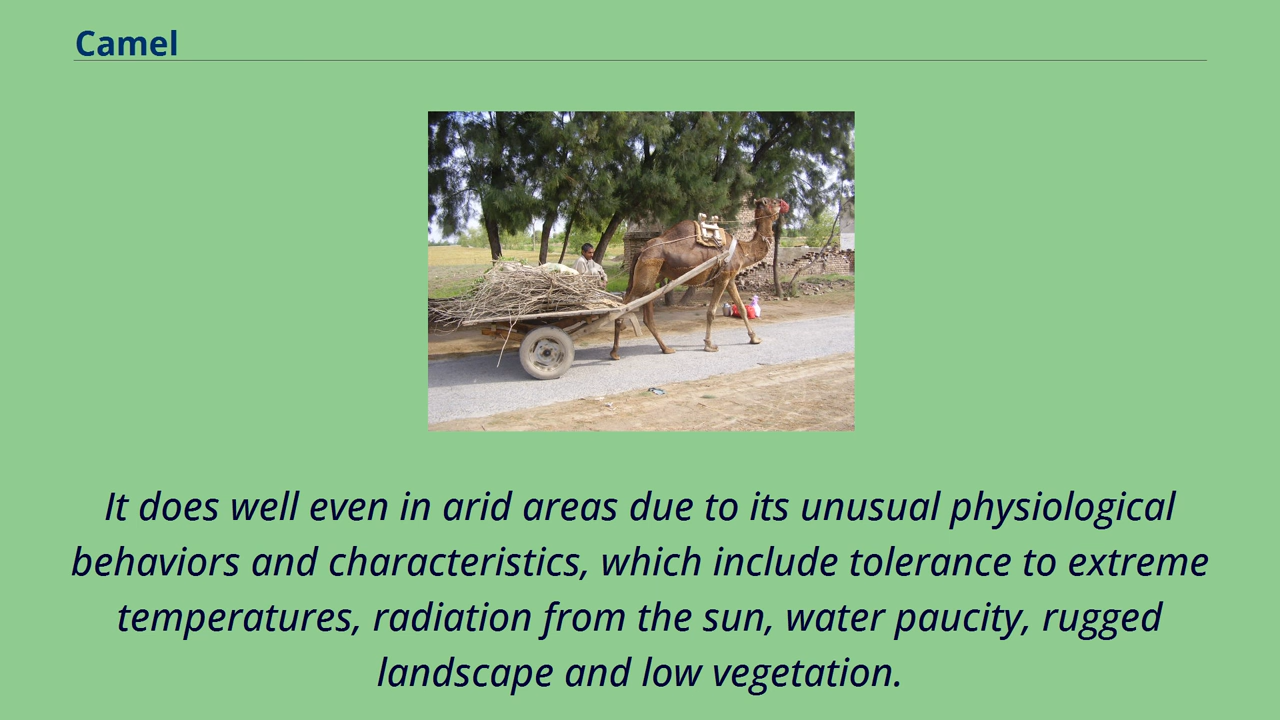 Camel
It does well even in arid areas due to its unusual physiological
behaviors and characteristics, which include tolerance to extreme
temperatures, radiation from the sun, water paucity, rugged
landscape and low vegetation.